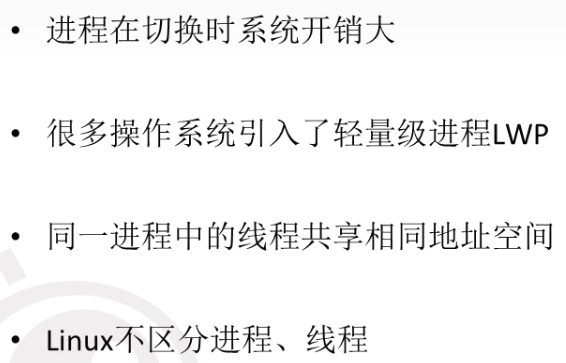 • 进程在切换时系统开销大
• 很多操作系统引入了轻量级进程LWP
• 同一进程中的线程共享相同地址空间
• Linux不区分进程、线程